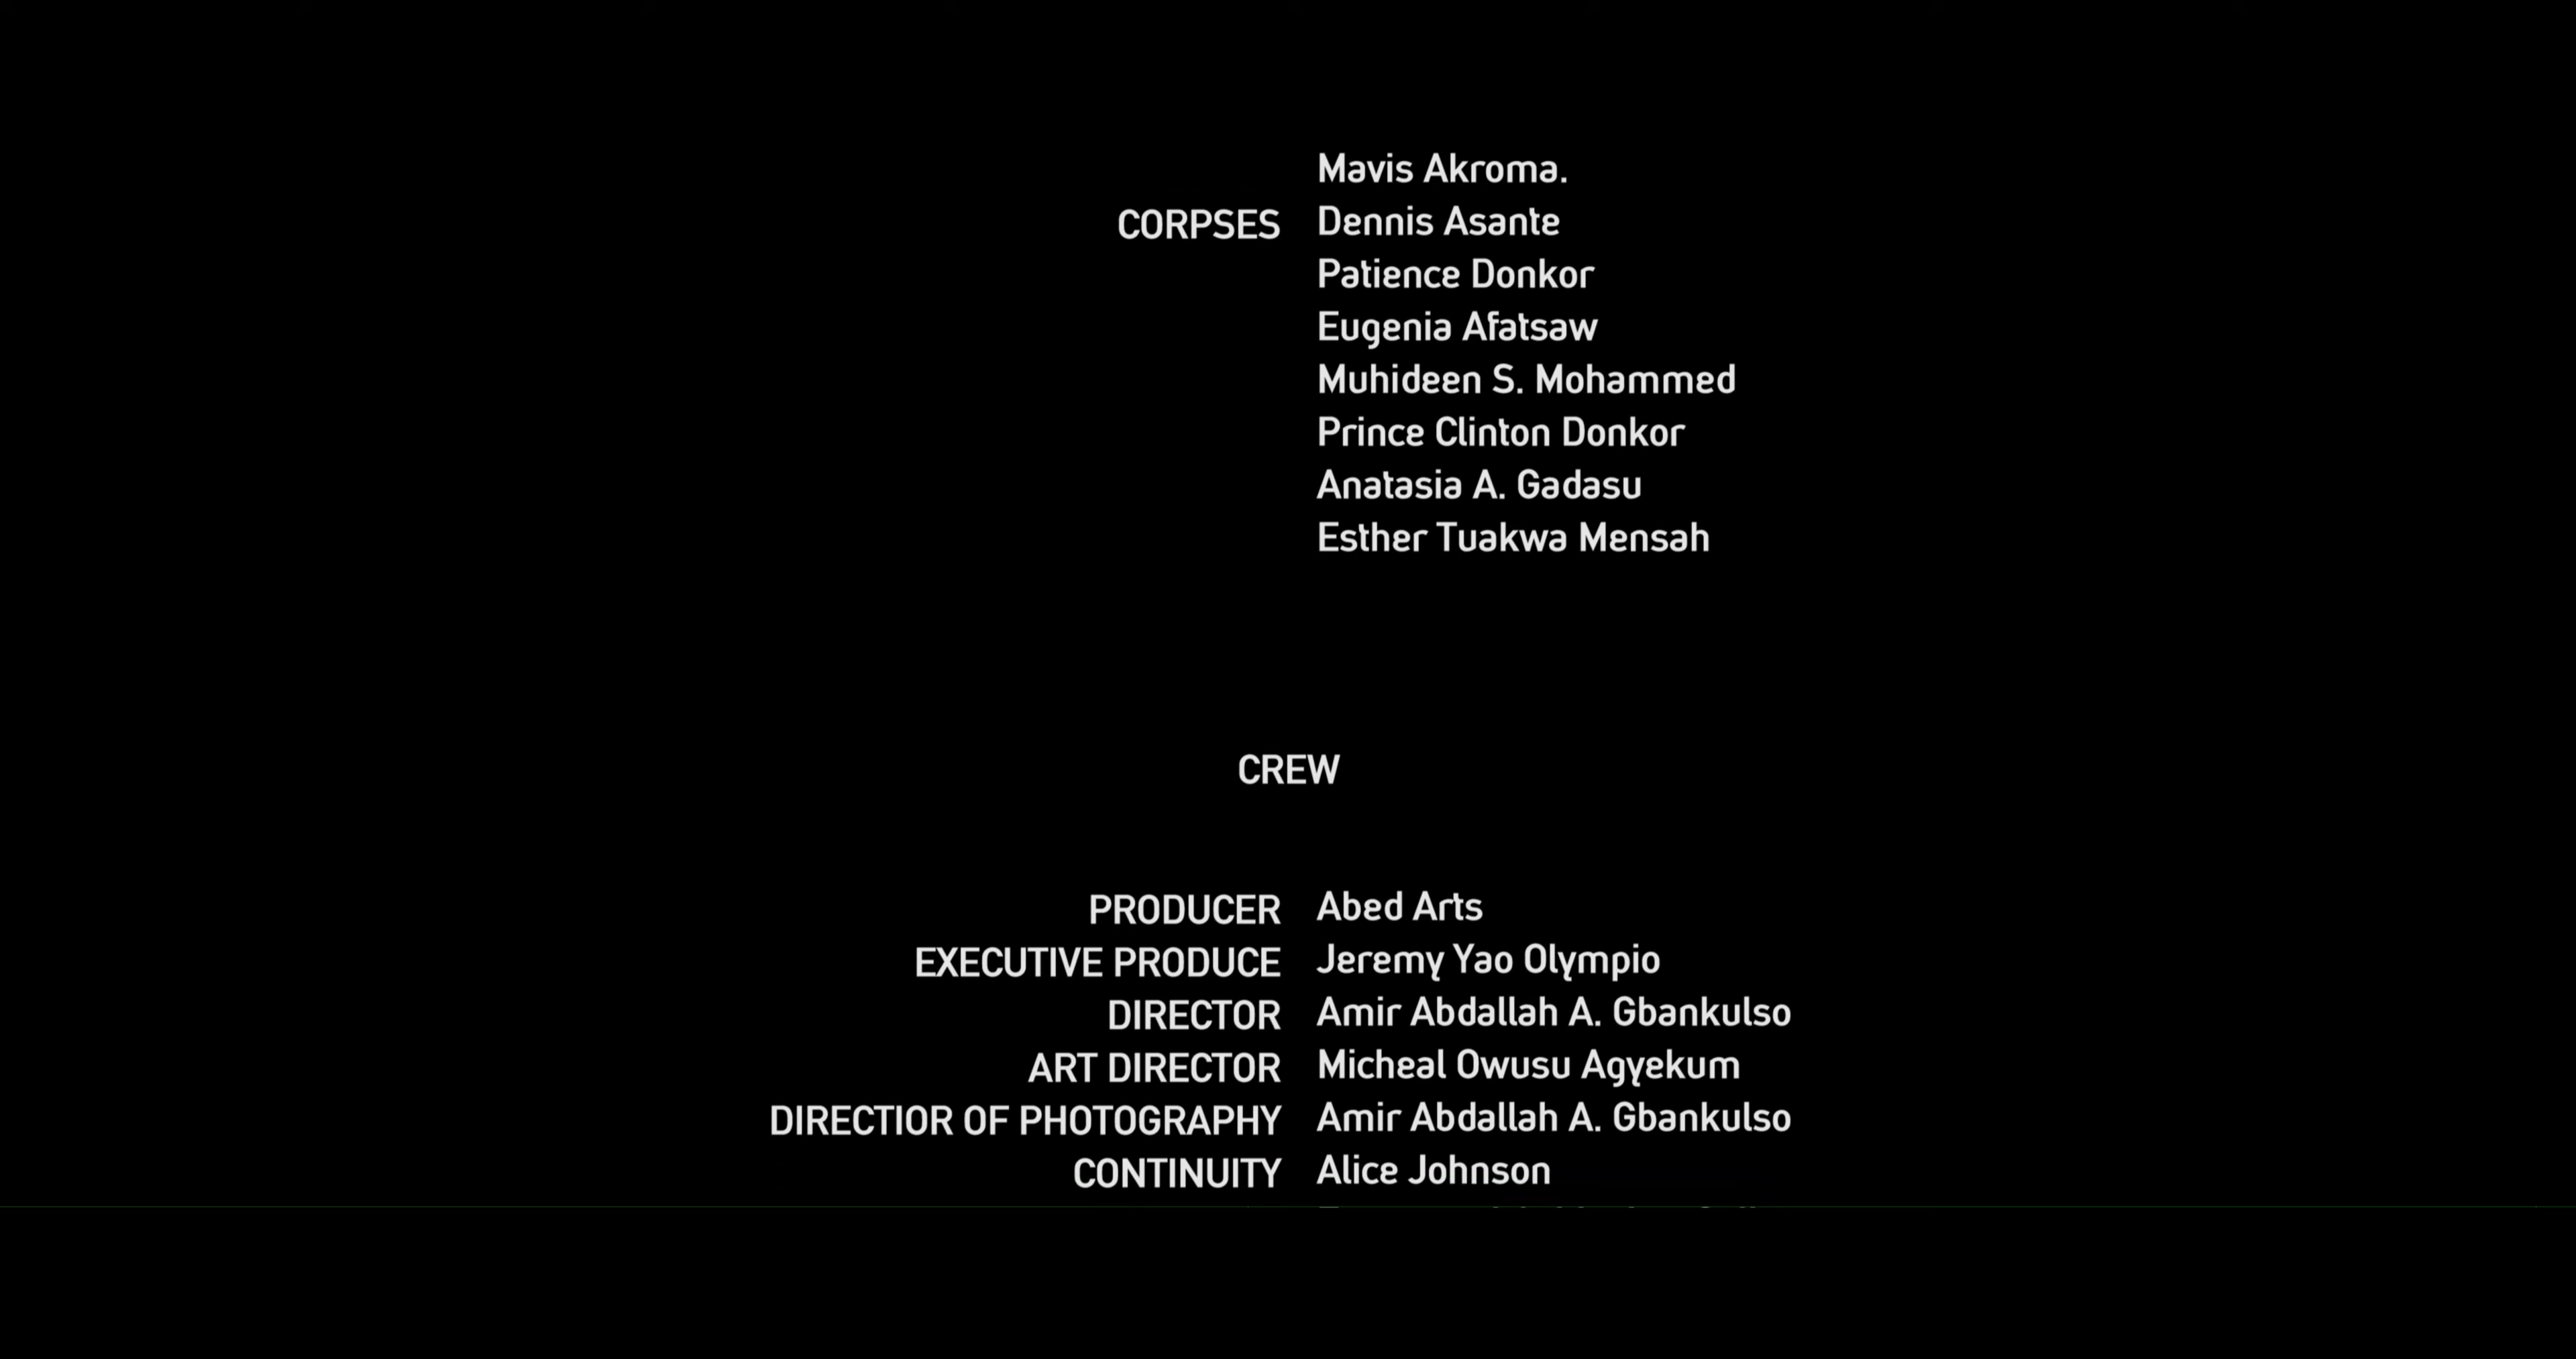 Mavis Akroma.
CORPSES Dennis Asante
Patience Donkor
Eugenia Afatsaw
Muhideen S. Mohammed
Prince Clinton Donkor
Anatasia A. Gadasu
Esther Tuakwa Mensah
CREW
PRODUCER Abed Arts
EXECUTIVE PRODUCE Jeremy Yao Olympio
DIRECTOR Amir Abdallah A. Gbankulso
ART DIRECTOR Micheal Owusu Agyekum
DIRECTIOR OF PHOTOGRAPHY Amir Abdallah A. Gbankulso
CONTINUITY Alice Johnson